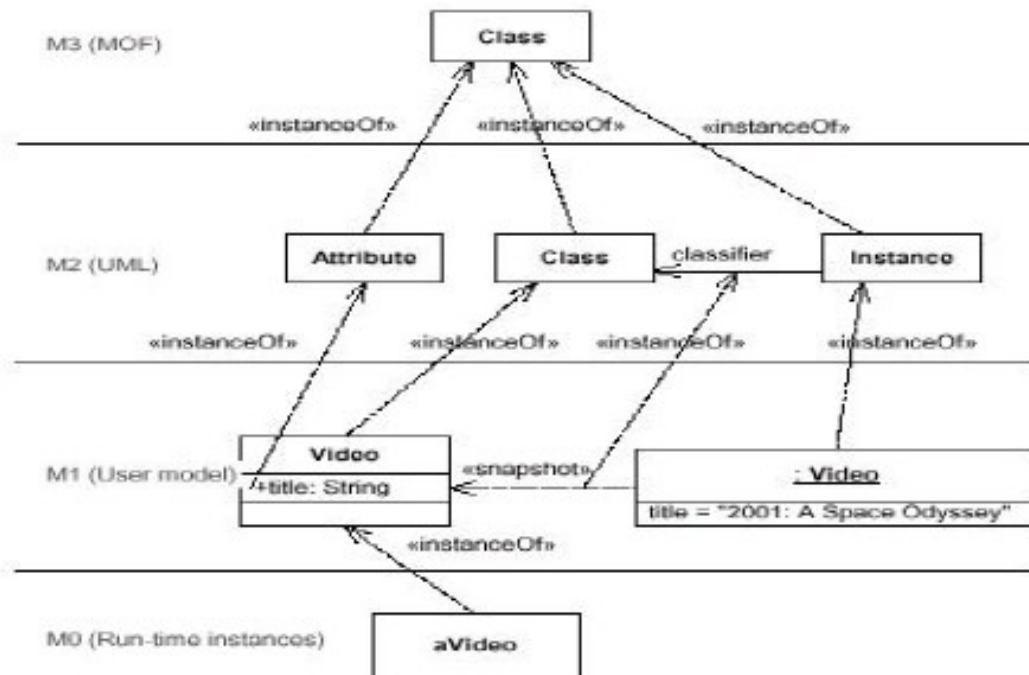 M3 (MOF)
Class
«instanceOf»
«instanceOf»
«instanceOf»
M2 (UML)
Attribute
Class
classifier
Instance
«instanceOf»
«instanceOf»
«instanceOf»
«instanceOf»
M1 (User model)
Video
+title: String
«snapshot»
: Video
title = "2001: A Space Odyssey"
«instanceOf»
M0 (Run-time instances)
aVideo